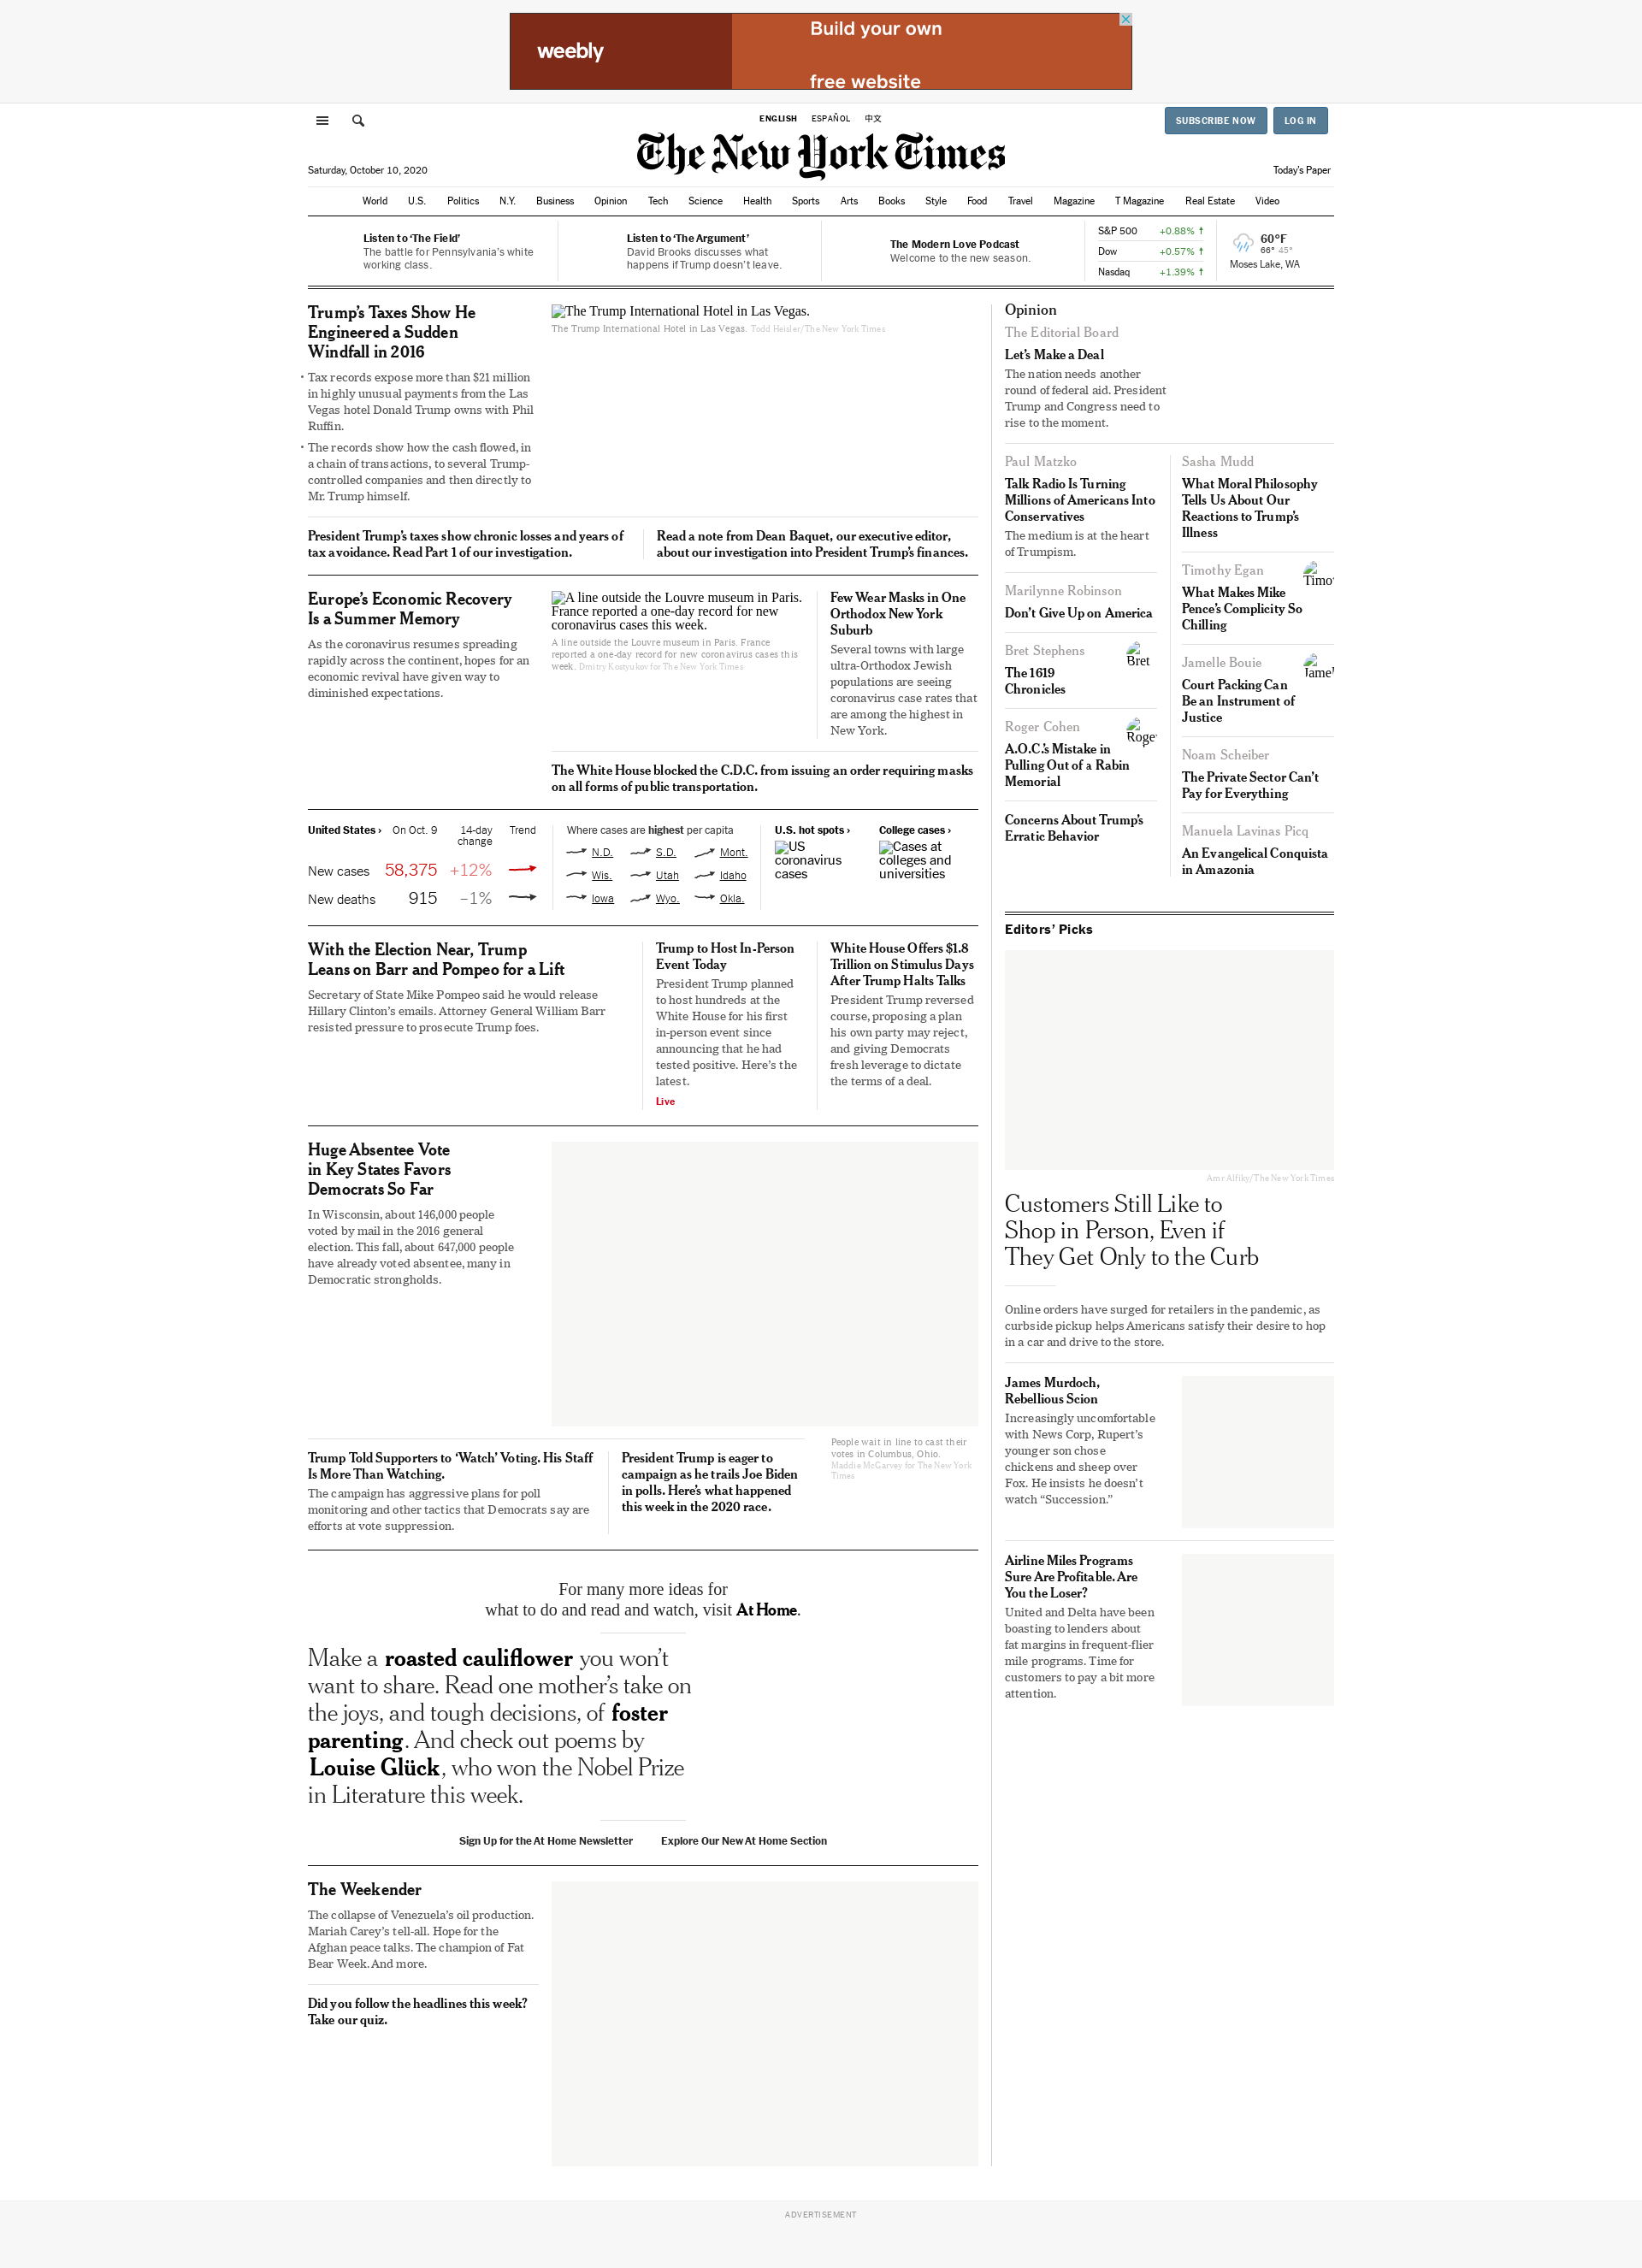 weebly
Build your own
free website
ENGLISH ESPAÑOL 中文
SUBSCRIBE NOW LOG IN
The New York Times
Saturday, October 10, 2020
Today's Paper
World U.S. Politics N.Y. Business Opinion Tech Science Health Sports Arts Books Style Food Travel Magazine T Magazine Real Estate Video
Listen to ‘The Field’
The battle for Pennsylvania’s white
working class.
Listen to ‘The Argument’
David Brooks discusses what
happens if Trump doesn’t leave.
The Modern Love Podcast
Welcome to the new season.
S&P 500 +0.88% ↑
Dow +0.57% ↑
Nasdaq +1.39% ↑
60°F
66° 45°
Moses Lake, WA
Trump’s Taxes Show He
Engineered a Sudden
Windfall in 2016
• Tax records expose more than $21 million
in highly unusual payments from the Las
Vegas hotel Donald Trump owns with Phil
Ruffin.
• The records show how the cash flowed, in
a chain of transactions, to several Trump-
controlled companies and then directly to
Mr. Trump himself.
The Trump International Hotel in Las Vegas.
The Trump International Hotel in Las Vegas. Todd Heisler/The New York Times
President Trump’s taxes show chronic losses and years of
tax avoidance. Read Part 1 of our investigation.
Read a note from Dean Baquet, our executive editor,
about our investigation into President Trump’s finances.
Europe’s Economic Recovery
Is a Summer Memory
As the coronavirus resumes spreading
rapidly across the continent, hopes for an
economic revival have given way to
diminished expectations.
A line outside the Louvre museum in Paris.
France reported a one-day record for new
coronavirus cases this week.
A line outside the Louvre museum in Paris. France
reported a one-day record for new coronavirus cases this
week. Dmitry Kostyukov for The New York Times
Few Wear Masks in One
Orthodox New York
Suburb
Several towns with large
ultra-Orthodox Jewish
populations are seeing
coronavirus case rates that
are among the highest in
New York.
The White House blocked the C.D.C. from issuing an order requiring masks
on all forms of public transportation.
United States › On Oct. 9 14-day
change Trend
New cases 58,375 +12%
New deaths 915 –1%
Where cases are highest per capita
N.D. S.D. Mont.
Wis. Utah Idaho
Iowa Wyo. Okla.
U.S. hot spots ›
US
coronavirus
cases
College cases ›
Cases at
colleges and
universities
With the Election Near, Trump
Leans on Barr and Pompeo for a Lift
Secretary of State Mike Pompeo said he would release
Hillary Clinton’s emails. Attorney General William Barr
resisted pressure to prosecute Trump foes.
Trump to Host In-Person
Event Today
President Trump planned
to host hundreds at the
White House for his first
in-person event since
announcing that he had
tested positive. Here’s the
latest.
Live
White House Offers $1.8
Trillion on Stimulus Days
After Trump Halts Talks
President Trump reversed
course, proposing a plan
his own party may reject,
and giving Democrats
fresh leverage to dictate
the terms of a deal.
Huge Absentee Vote
in Key States Favors
Democrats So Far
In Wisconsin, about 146,000 people
voted by mail in the 2016 general
election. This fall, about 647,000 people
have already voted absentee, many in
Democratic strongholds.
People wait in line to cast their
votes in Columbus, Ohio.
Maddie McGarvey for The New York
Times
Trump Told Supporters to ‘Watch’ Voting. His Staff
Is More Than Watching.
The campaign has aggressive plans for poll
monitoring and other tactics that Democrats say are
efforts at vote suppression.
President Trump is eager to
campaign as he trails Joe Biden
in polls. Here’s what happened
this week in the 2020 race.
For many more ideas for
what to do and read and watch, visit At Home.
Make a roasted cauliflower you won’t
want to share. Read one mother’s take on
the joys, and tough decisions, of foster
parenting. And check out poems by
Louise Glück, who won the Nobel Prize
in Literature this week.
Sign Up for the At Home Newsletter Explore Our New At Home Section
The Weekender
The collapse of Venezuela’s oil production.
Mariah Carey’s tell-all. Hope for the
Afghan peace talks. The champion of Fat
Bear Week. And more.
Did you follow the headlines this week?
Take our quiz.
Opinion
The Editorial Board
Let’s Make a Deal
The nation needs another
round of federal aid. President
Trump and Congress need to
rise to the moment.
Paul Matzko
Talk Radio Is Turning
Millions of Americans Into
Conservatives
The medium is at the heart
of Trumpism.
Marilynne Robinson
Don’t Give Up on America
Bret Stephens
Bret
The 1619
Chronicles
Roger Cohen
Roger
A.O.C.’s Mistake in
Pulling Out of a Rabin
Memorial
Concerns About Trump’s
Erratic Behavior
Sasha Mudd
What Moral Philosophy
Tells Us About Our
Reactions to Trump’s
Illness
Timothy Egan
Timo
What Makes Mike
Pence’s Complicity So
Chilling
Jamelle Bouie
Jamel
Court Packing Can
Be an Instrument of
Justice
Noam Scheiber
The Private Sector Can’t
Pay for Everything
Manuela Lavinas Picq
An Evangelical Conquista
in Amazonia
Editors’ Picks
Amr Alfiky/The New York Times
Customers Still Like to
Shop in Person, Even if
They Get Only to the Curb
Online orders have surged for retailers in the pandemic, as
curbside pickup helps Americans satisfy their desire to hop
in a car and drive to the store.
James Murdoch,
Rebellious Scion
Increasingly uncomfortable
with News Corp, Rupert’s
younger son chose
chickens and sheep over
Fox. He insists he doesn’t
watch “Succession.”
Airline Miles Programs
Sure Are Profitable. Are
You the Loser?
United and Delta have been
boasting to lenders about
fat margins in frequent-flier
mile programs. Time for
customers to pay a bit more
attention.
ADVERTISEMENT